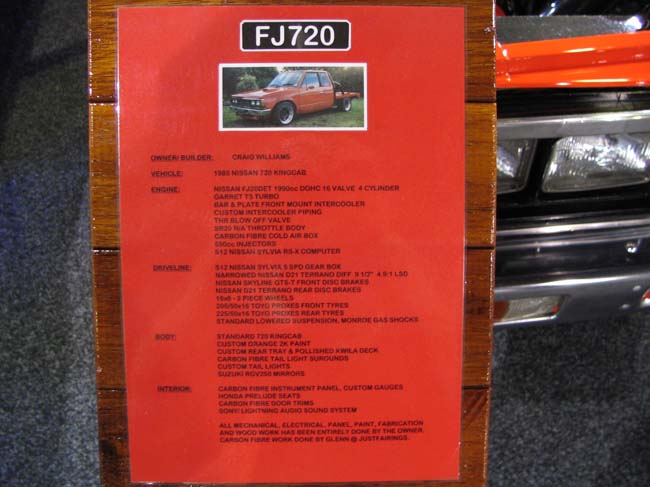 FJ720
OWNER/ BUILDER: CRAIG WILLIAMS
VEHICLE: 1985 NISSAN 720 KINGCAB
ENGINE: NISSAN FJ20DET 1990cc DOHC 16 VALVE 4 CYLINDER
GARRET T3 TURBO
BAR & PLATE FRONT MOUNT INTERCOOLER
CUSTOM INTERCOOLER PIPING
THR BLOW OFF VALVE
SR20 N/A THROTTLE BODY
CARBON FIBRE COLD AIR BOX
550cc INJECTORS
S12 NISSAN SYLVIA RS-X COMPUTER
DRIVELINE: S12 NISSAN SYLVIA 5 SPD GEAR BOX
NARROWED NISSAN D21 TERRANO DIFF 9 1/2" 4.9:1 LSD
NISSAN SKYLINE GTS-T FRONT DISC BRAKES
NISSAN D21 TERRANO REAR DISC BRAKES
16x8 - 3 PIECE WHEELS
205/50x16 TOYO PROXES FRONT TYRES
225/50x16 TOYO PROXES REAR TYRES
STANDARD LOWERED SUSPENSION, MONROE GAS SHOCKS
BODY: STANDARD 720 KINGCAB
CUSTOM ORANGE 2K PAINT
CUSTOM REAR TRAY & POLLISHED KWILA DECK
CARBON FIBRE TAIL LIGHT SUROUNDS
CUSTOM TAIL LIGHTS
SUZUKI RGV250 MIRRORS
INTERIOR: CARBON FIBRE INSTRUMENT PANEL, CUSTOM GAUGES
HONDA PRELUDE SEATS
CARBON FIBRE DOOR TRIMS
SONY/ LIGHTNING AUDIO SOUND SYSTEM
ALL MECHANICAL, ELECTRICAL, PANEL, PAINT, FABRICATION
AND WOOD WORK HAS BEEN ENTIRELY DONE BY THE OWNER.
CARBON FIBRE WORK DONE BY GLENN @ JUSTFAIRINGS.